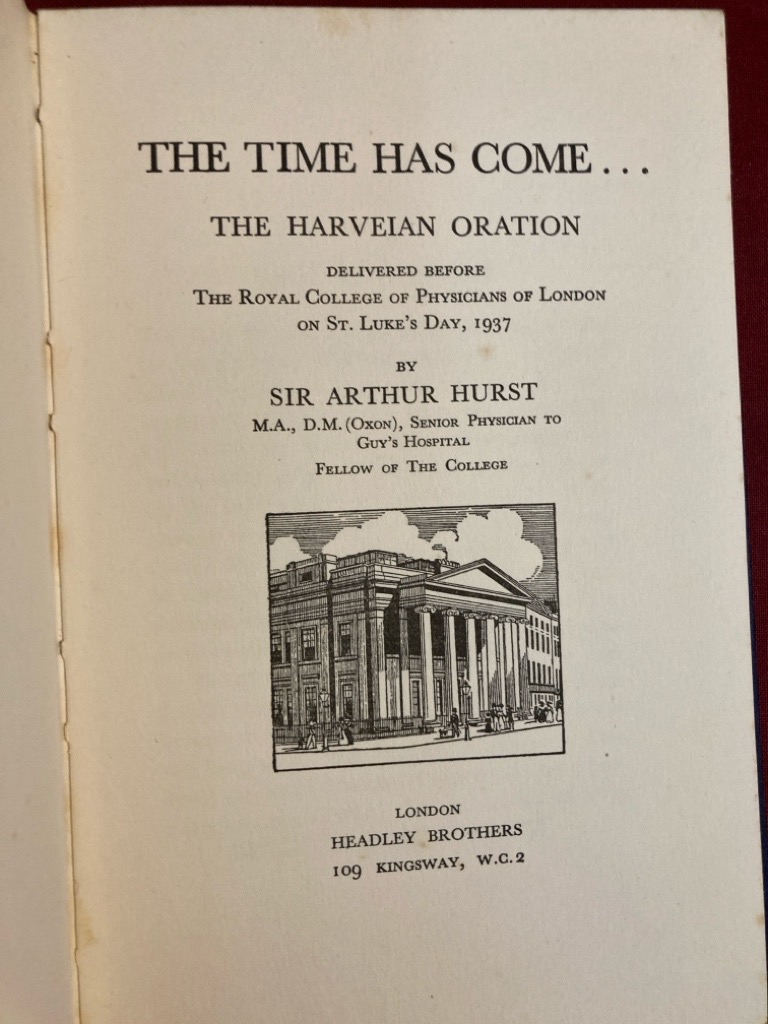 THE TIME HAS COME...
THE HARVEIAN ORATION
DELIVERED BEFORE
THE ROYAL COLLEGE OF PHYSICIANS OF LONDON
ON ST. LUKE'S DAY, 1937
BY
SIR ARTHUR HURST
M.A., D.M. (OXON), SENIOR PHYSICIAN TO
GUY'S HOSPITAL
FELLOW OF THE COLLEGE
LONDON
HEADLEY BROTHERS
109 KINGSWAY, W.C.2